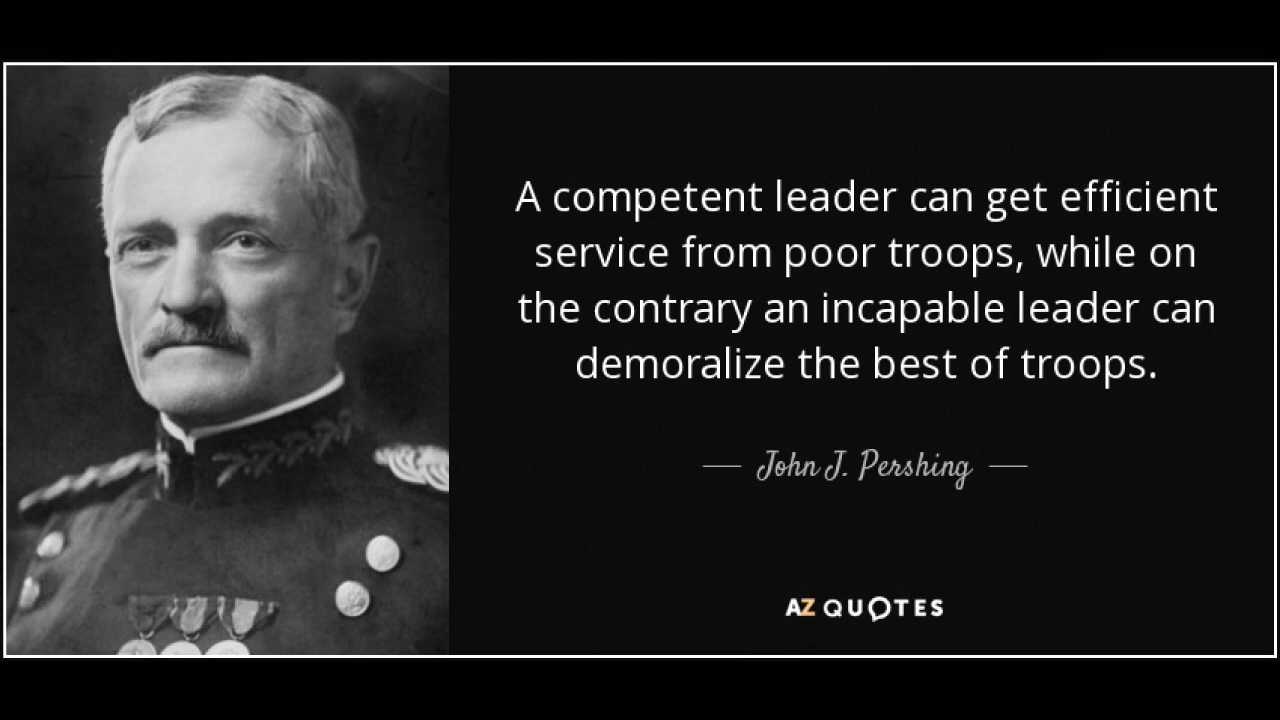 A competent leader can get efficient
service from poor troops, while on
the contrary an incapable leader can
demoralize the best of troops.
— John J. Pershing —
AZ QUOTES